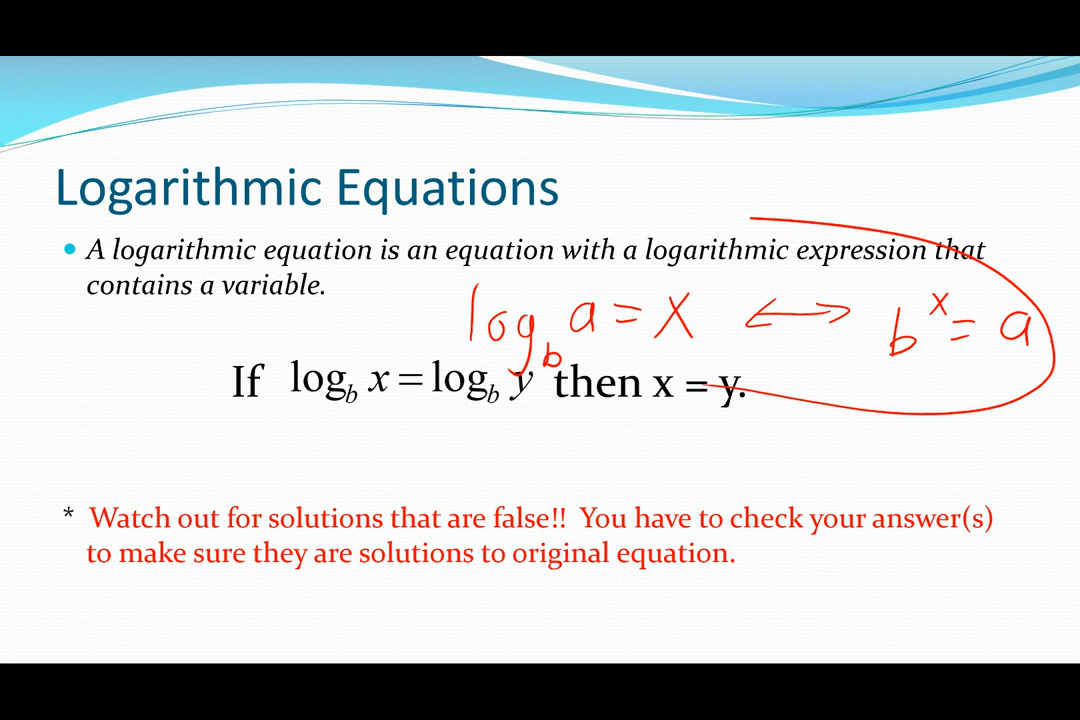 Logarithmic Equations
• A logarithmic equation is an equation with a logarithmic expression that
contains a variable.
log_b a = x ⟷ b^x = a
If log_b x = log_b y then x = y.
* Watch out for solutions that are false!! You have to check your answer(s)
to make sure they are solutions to original equation.